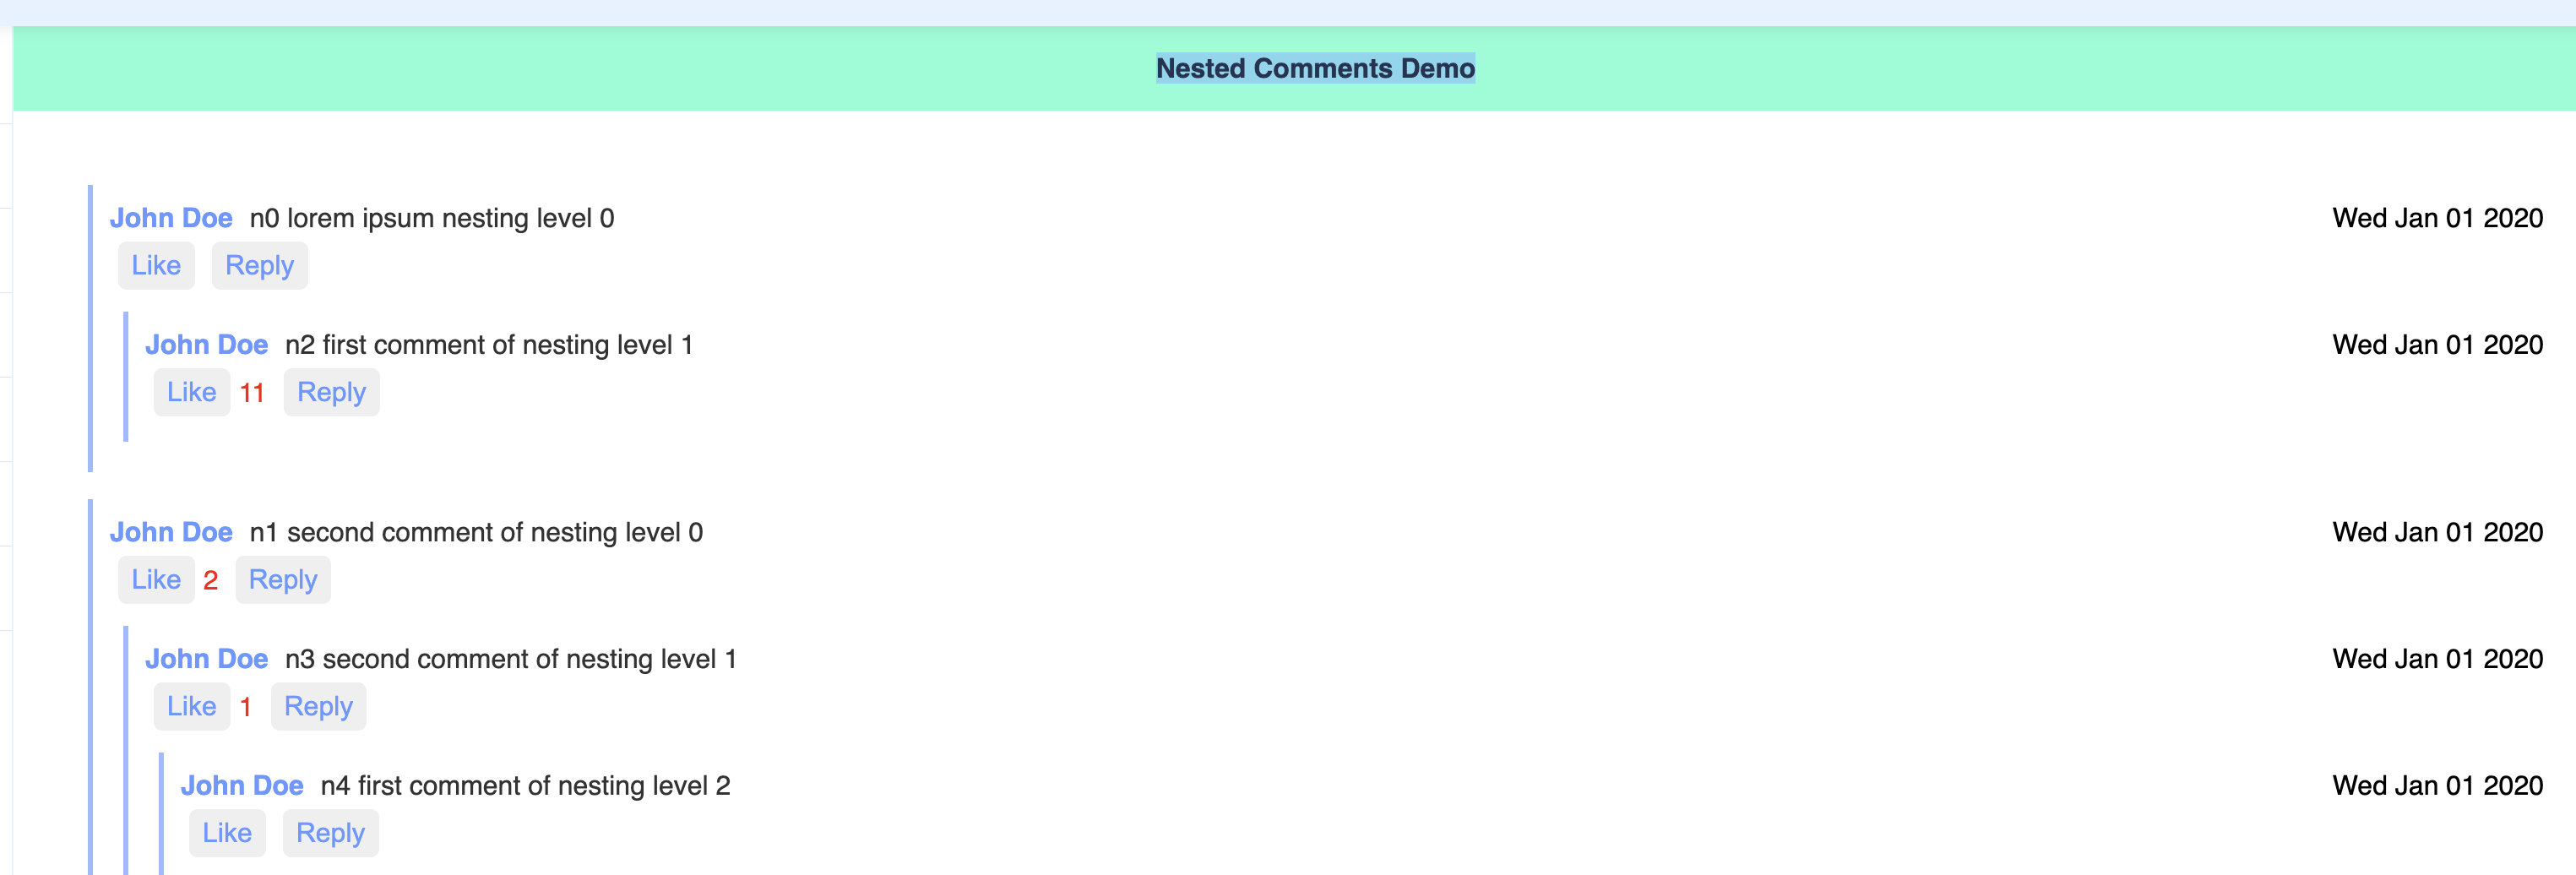 Nested Comments Demo
John Doe n0 lorem ipsum nesting level 0 Wed Jan 01 2020
Like Reply
John Doe n2 first comment of nesting level 1 Wed Jan 01 2020
Like 11 Reply
John Doe n1 second comment of nesting level 0 Wed Jan 01 2020
Like 2 Reply
John Doe n3 second comment of nesting level 1 Wed Jan 01 2020
Like 1 Reply
John Doe n4 first comment of nesting level 2 Wed Jan 01 2020
Like Reply